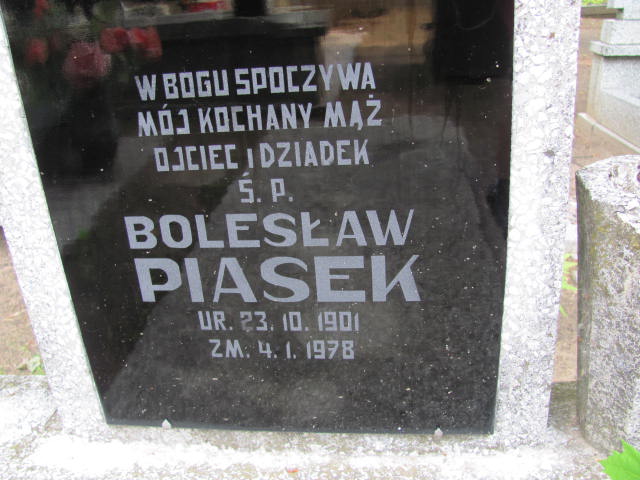 W BOGU SPOCZYWA
MÓJ KOCHANY MĄŻ
OJCIEC i DZIADEK
Ś. P.
BOLESŁAW
PIASEK
UR. 23. 10. 1901
ZM. 4. 1. 1978